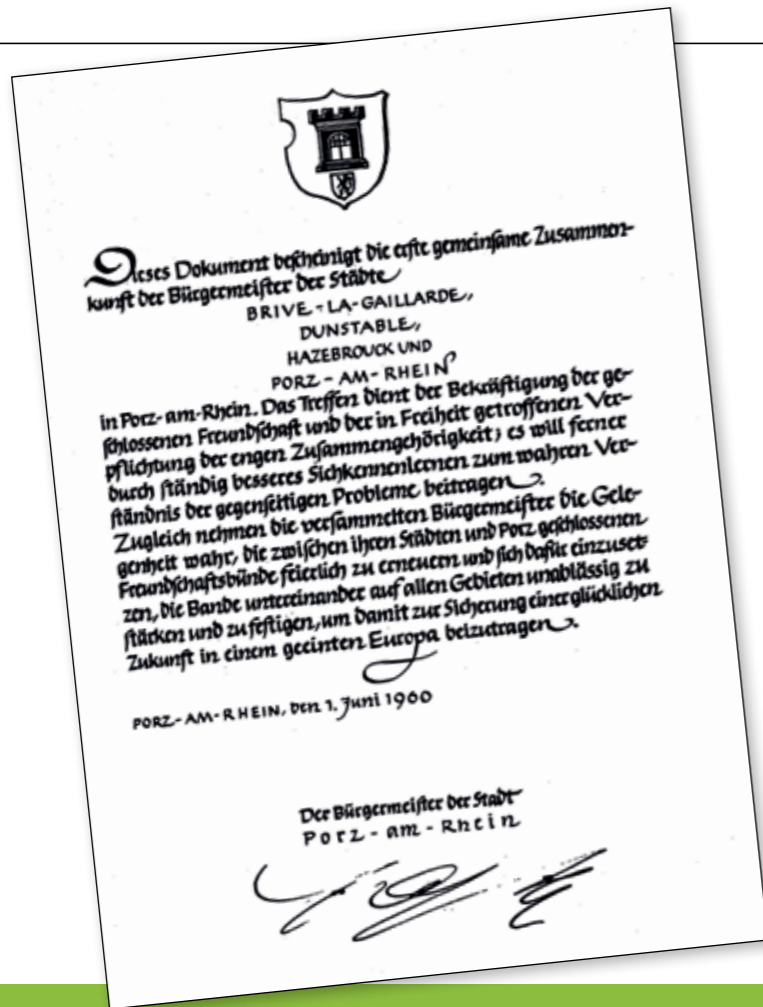 Dieses Dokument bescheinigt die erste gemeinsame Zusammen-
kunft der Bürgermeister der Städte
BRIVE-LA-GAILLARDE,
DUNSTABLE,
HAZEBROUCK UND
PORZ-AM-RHEIN
in Porz-am-Rhein. Das Treffen dient der Bekräftigung der ge-
schlossenen Freundschaft und der in Freiheit getroffenen Ver-
pflichtung der engen Zusammengehörigkeit; es will ferner
durch ständig besseres Sichkennenlernen zum wahren Ver-
ständnis der gegenseitigen Probleme beitragen.
Zugleich nehmen die versammelten Bürgermeister die Gele-
genheit wahr, die zwischen ihren Städten und Porz geschlossenen
Freundschaftsbünde feierlich zu erneuern und sich dafür einzuset-
zen, die Bande untereinander auf allen Gebieten unablässig zu
stärken und zu festigen, um damit zur Sicherung einer glücklichen
Zukunft in einem geeinten Europa beizutragen.
PORZ-AM-RHEIN, den 1. Juni 1960
Der Bürgermeister der Stadt
Porz-am-Rhein